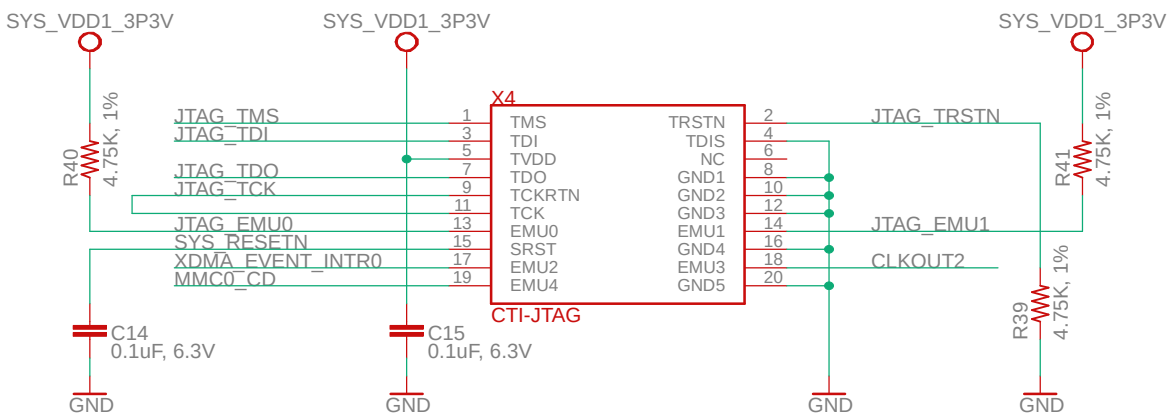 SYS_VDD1_3P3V SYS_VDD1_3P3V SYS_VDD1_3P3V
X4
JTAG_TMS 1 TMS TRSTN 2 JTAG_TRSTN
JTAG_TDI 3 TDI TDIS 4
5 TVDD NC 6
JTAG_TDO 7 TDO GND1 8
JTAG_TCK 9 TCKRTN GND2 10
11 TCK GND3 12
JTAG_EMU0 13 EMU0 EMU1 14 JTAG_EMU1
SYS_RESETN 15 SRST GND4 16
XDMA_EVENT_INTR0 17 EMU2 EMU3 18 CLKOUT2
MMC0_CD 19 EMU4 GND5 20
CTI-JTAG
R40
4.75K, 1%
R41
4.75K, 1%
R39
4.75K, 1%
C14
0.1uF, 6.3V
C15
0.1uF, 6.3V
GND GND GND GND